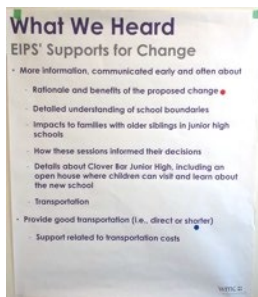 What We Heard
EIPS' Supports for Change
• More information, communicated early and often about
· Rationale and benefits of the proposed change
· Detailed understanding of school boundaries
· Impacts to families with older siblings in junior high
schools
· How these sessions informed their decisions
· Details about Clover Bar Junior High, including an
open house where children can visit and learn about
the new school
· Transportation
• Provide good transportation (i.e., direct or shorter)
· Support related to transportation costs